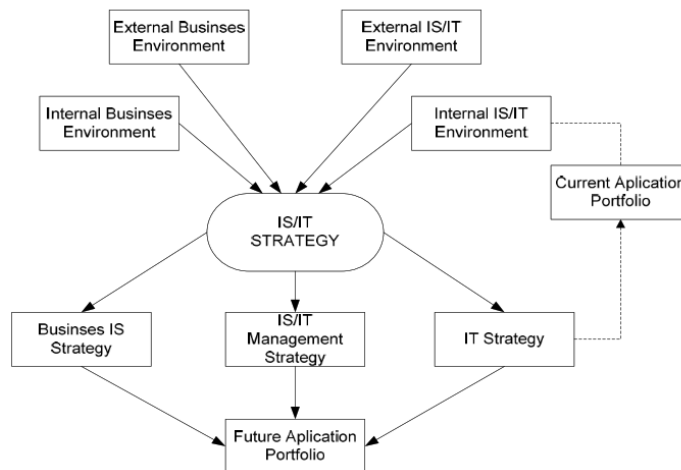 External Businses
Environment
External IS/IT
Environment
Internal Businses
Environment
Internal IS/IT
Environment
Current Aplication
Portfolio
IS/IT
STRATEGY
Businses IS
Strategy
IS/IT
Management
Strategy
IT Strategy
Future Aplication
Portfolio